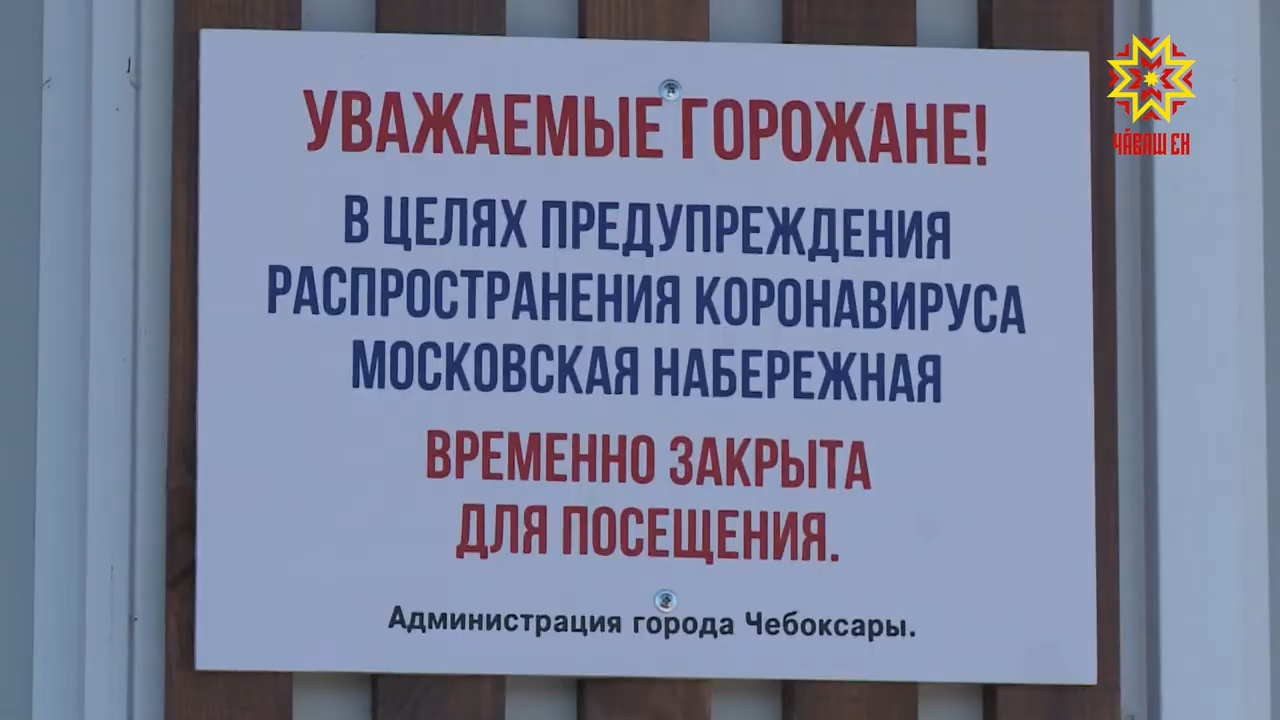 УВАЖАЕМЫЕ ГОРОЖАНЕ!
В ЦЕЛЯХ ПРЕДУПРЕЖДЕНИЯ
РАСПРОСТРАНЕНИЯ КОРОНАВИРУСА
МОСКОВСКАЯ НАБЕРЕЖНАЯ
ВРЕМЕННО ЗАКРЫТА
ДЛЯ ПОСЕЩЕНИЯ.
Администрация города Чебоксары.
ЧӐВАШ ЕН